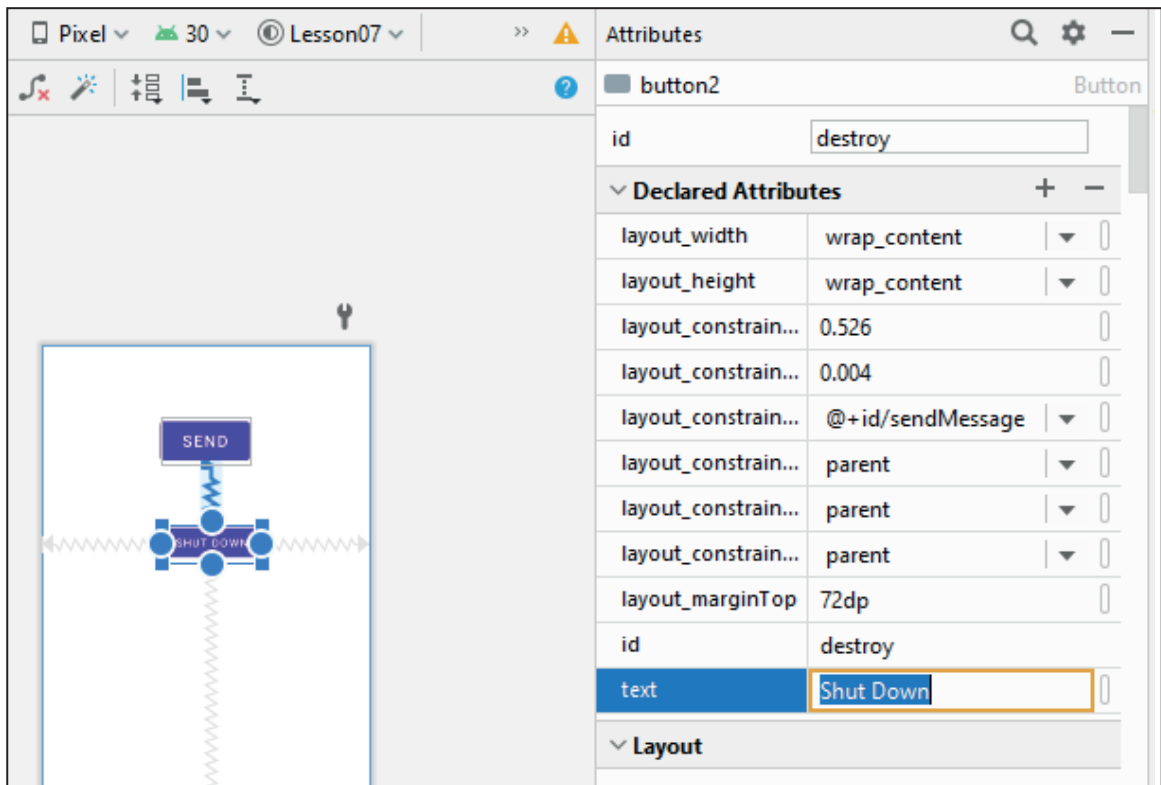 Pixel 30 Lesson07 >>
Attributes
button2 Button
id destroy
Declared Attributes + −
layout_width wrap_content
layout_height wrap_content
layout_constrain... 0.526
layout_constrain... 0.004
layout_constrain... @+id/sendMessage
layout_constrain... parent
layout_constrain... parent
layout_constrain... parent
layout_marginTop 72dp
id destroy
text Shut Down
Layout
SEND
SHUT DOWN